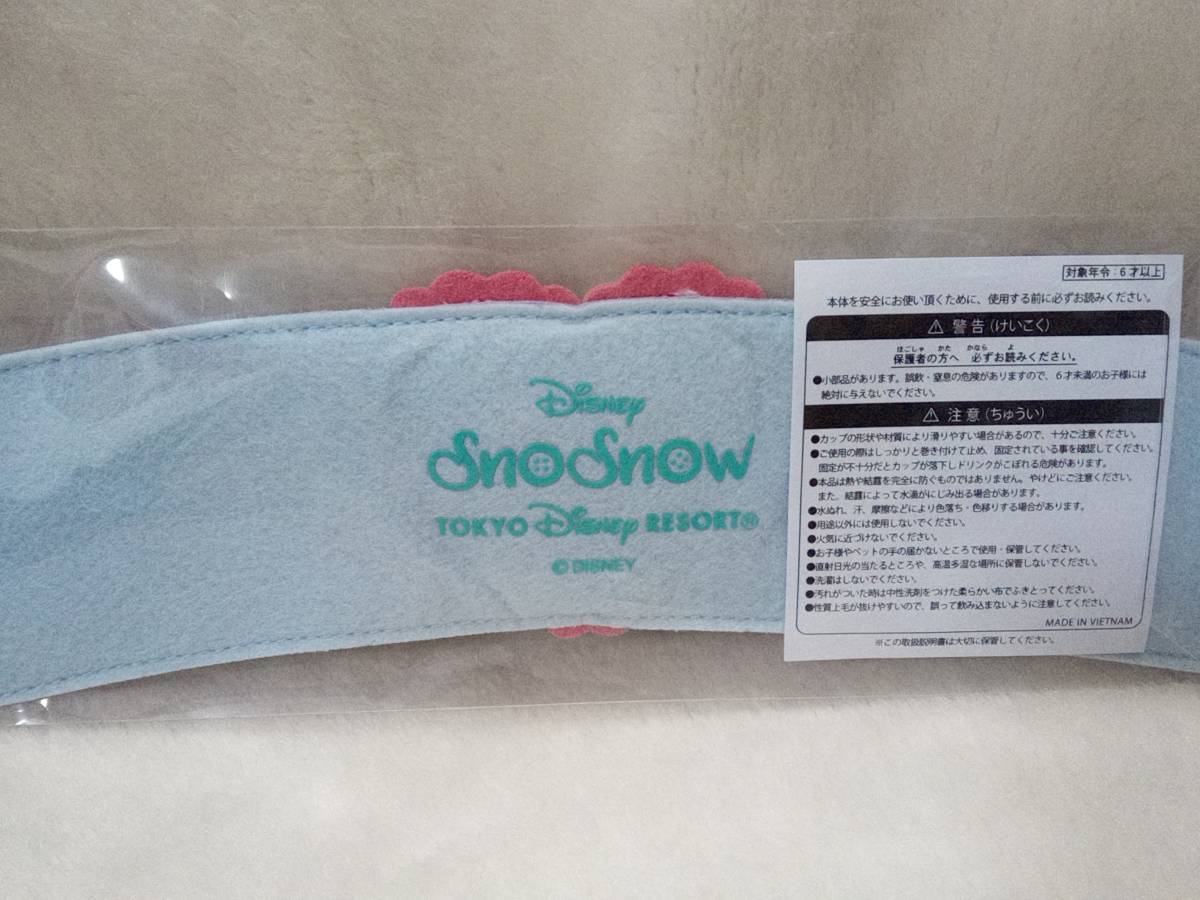 Disney
SnoSnow
TOKYO Disney RESORT®
©DISNEY
対象年令:6才以上
本体を安全にお使い頂くために、使用する前に必ずお読みください。
⚠ 警告(けいこく)
ほごしゃ かた かなら よ
保護者の方へ 必ずお読みください。
●小部品があります。誤飲・窒息の危険がありますので、6才未満のお子様には
絶対に与えないでください。
⚠ 注意(ちゅうい)
●カップの形状や材質により滑りやすい場合があるので、十分ご注意ください。
●ご使用の際はしっかりと巻き付けて止め、固定されている事を確認してください。
固定が不十分だとカップが落下しドリンクがこぼれる危険があります。
●本品は熱や結露を完全に防ぐものではありません。やけどにご注意ください。
また、結露によって水滴がにじみ出る場合があります。
●水ぬれ、汗、摩擦などにより色落ち・色移りする場合があります。
●用途以外には使用しないでください。
●火気に近づけないでください。
●お子様やペットの手の届かないところで使用・保管してください。
●直射日光の当たるところや、高温多湿な場所に保管しないでください。
●洗濯はしないでください。
●汚れがついた時は中性洗剤をつけた柔らかい布でふきとってください。
●性質上毛が抜けやすいので、誤って飲み込まないように注意してください。
MADE IN VIETNAM
※この取扱説明書は大切に保管してください。